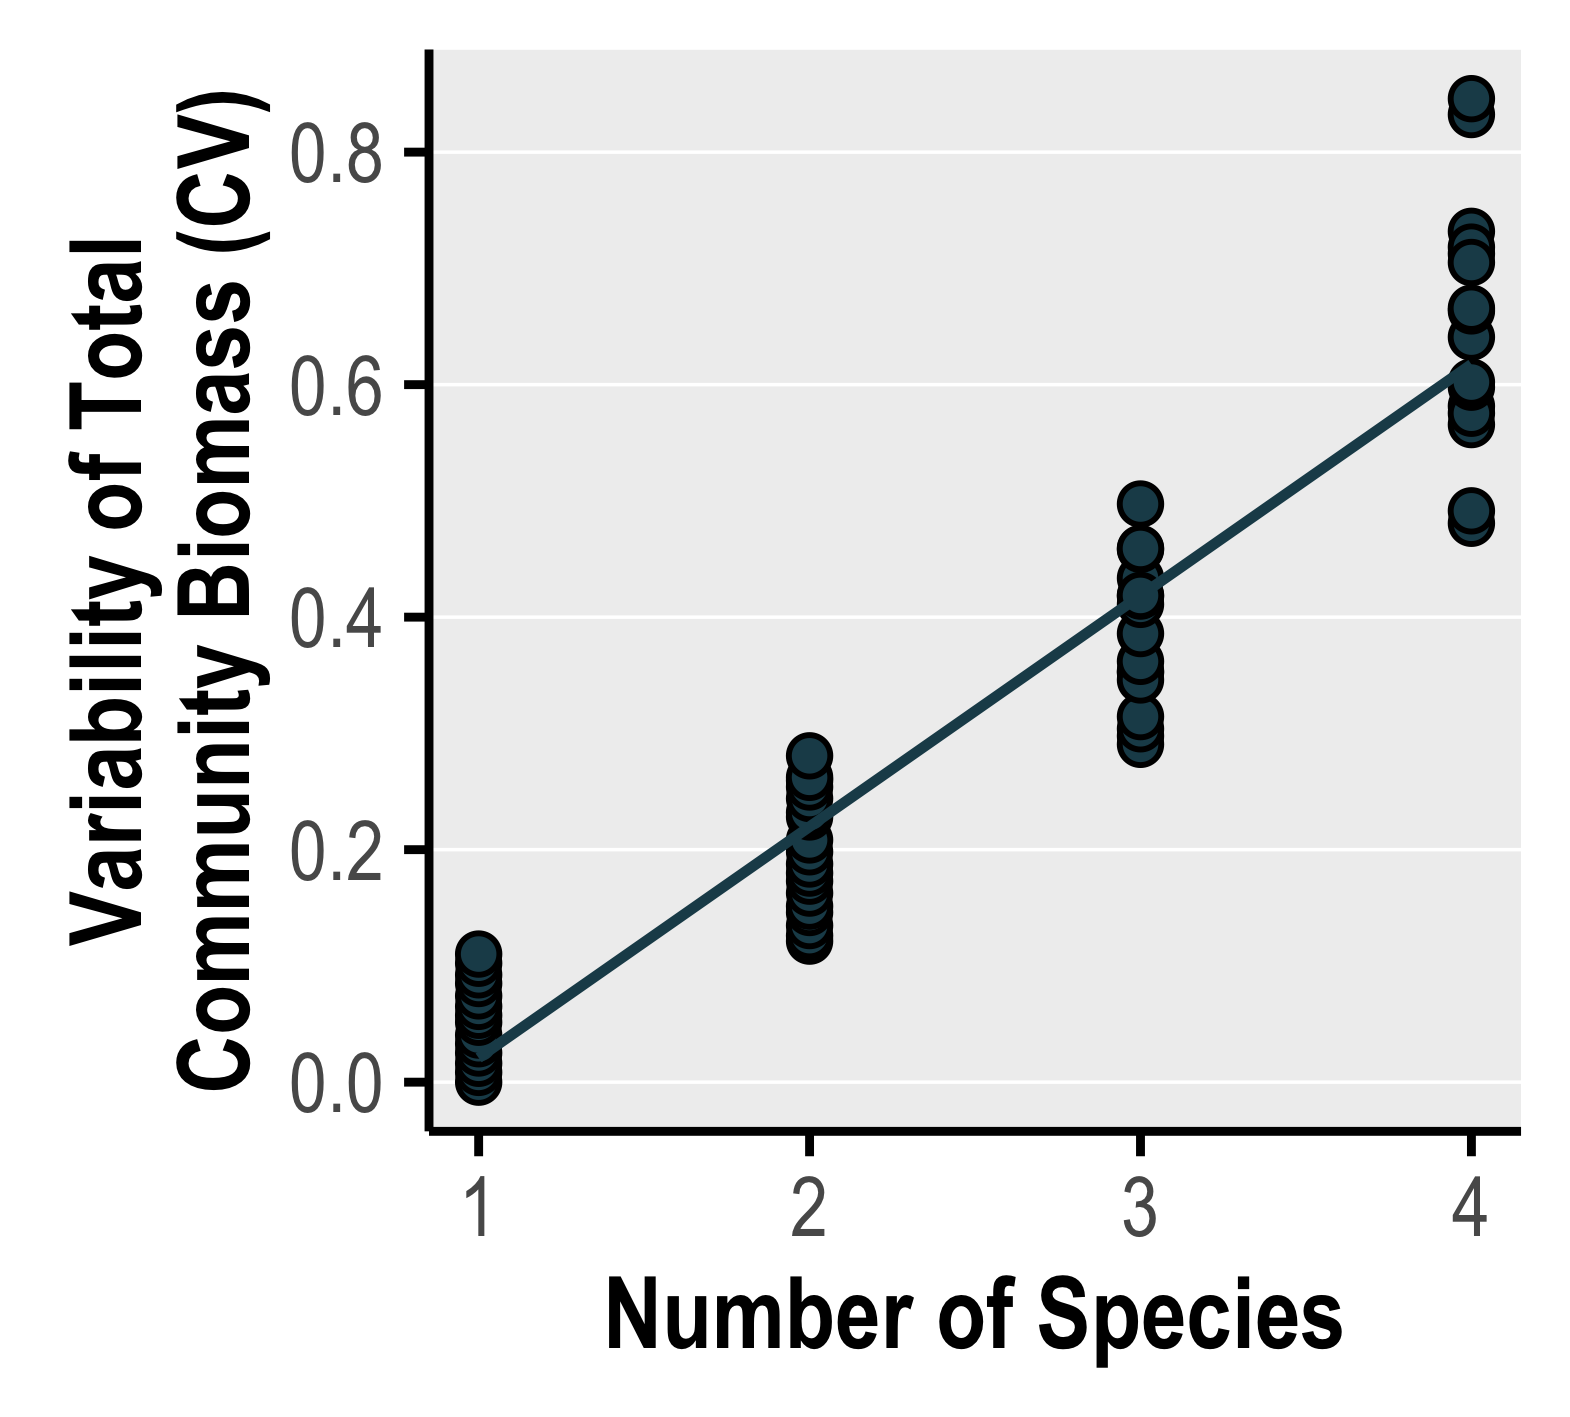 Variability of Total
Community Biomass (CV)
0.8
0.6
0.4
0.2
0.0
1 2 3 4
Number of Species